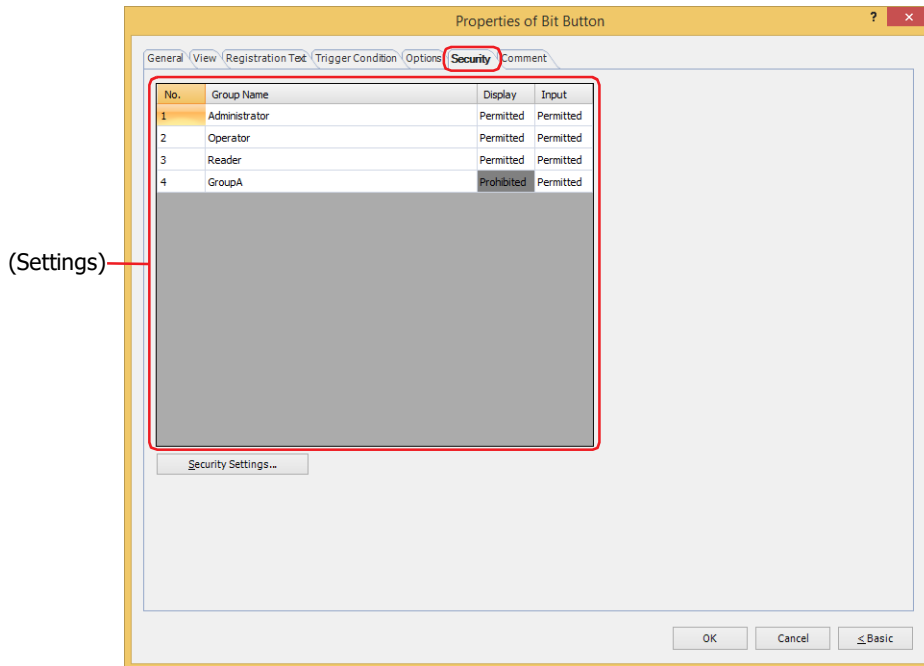 Properties of Bit Button
?
×
General View Registration Text Trigger Condition Options Security Comment
No. Group Name Display Input
1 Administrator Permitted Permitted
2 Operator Permitted Permitted
3 Reader Permitted Permitted
4 GroupA Prohibited Permitted
(Settings)
Security Settings...
OK Cancel < Basic